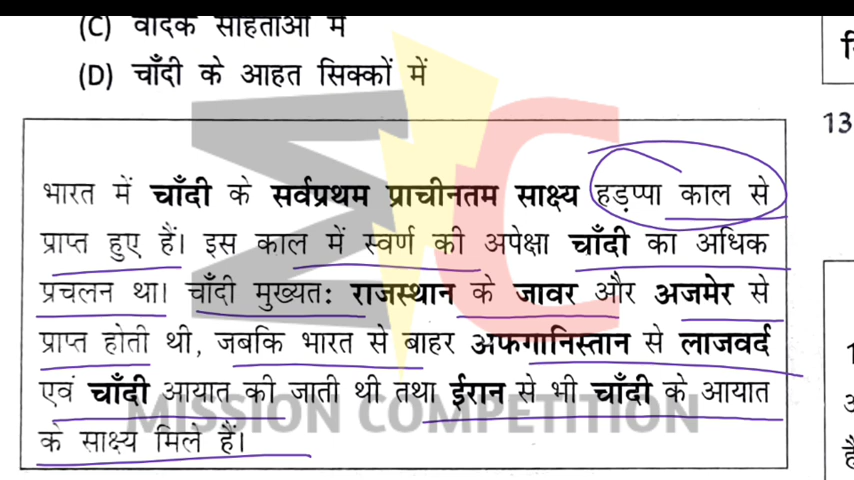 (C) वैदिक संहिताओं में
(D) चाँदी के आहत सिक्कों में
भारत में चाँदी के सर्वप्रथम प्राचीनतम साक्ष्य हड़प्पा काल से
प्राप्त हुए हैं। इस काल में स्वर्ण की अपेक्षा चाँदी का अधिक
प्रचलन था। चाँदी मुख्यतः राजस्थान के जावर और अजमेर से
प्राप्त होती थी, जबकि भारत से बाहर अफगानिस्तान से लाजवर्द
एवं चाँदी आयात की जाती थी तथा ईरान से भी चाँदी के आयात
के साक्ष्य मिले हैं।
MISSION COMPETITION
13